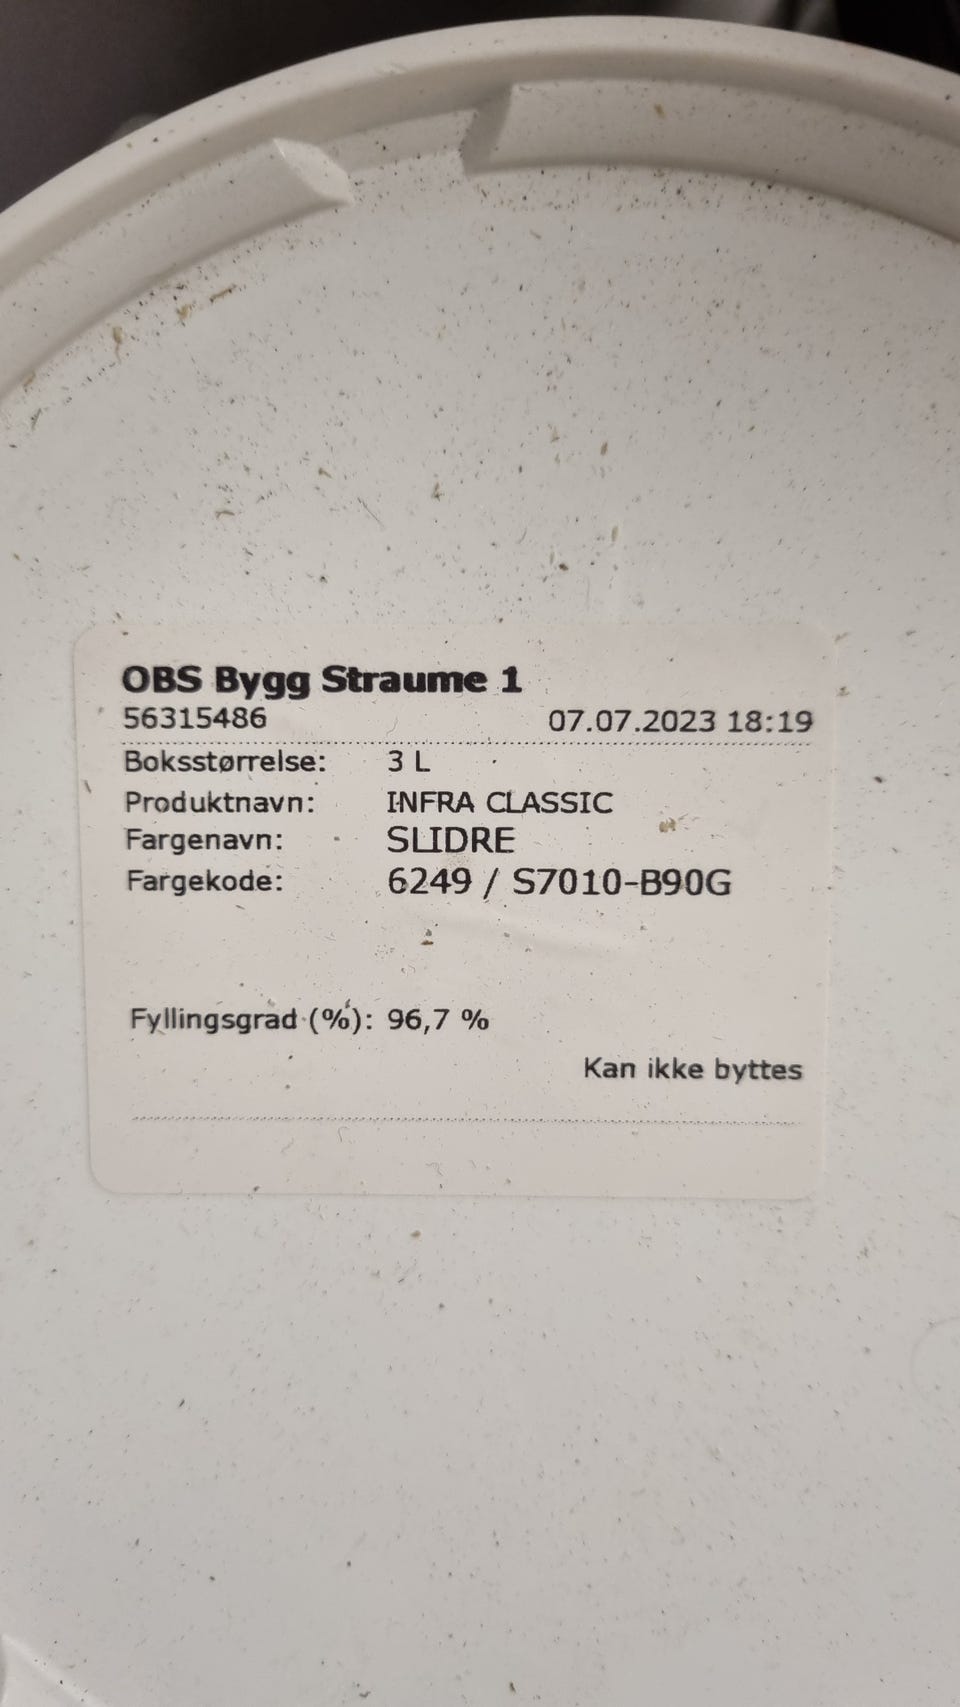 OBS Bygg Straume 1
56315486 07.07.2023 18:19
Boksstørrelse: 3 L
Produktnavn: INFRA CLASSIC
Fargenavn: SLIDRE
Fargekode: 6249 / S7010-B90G
Fyllingsgrad (%): 96,7 %
Kan ikke byttes